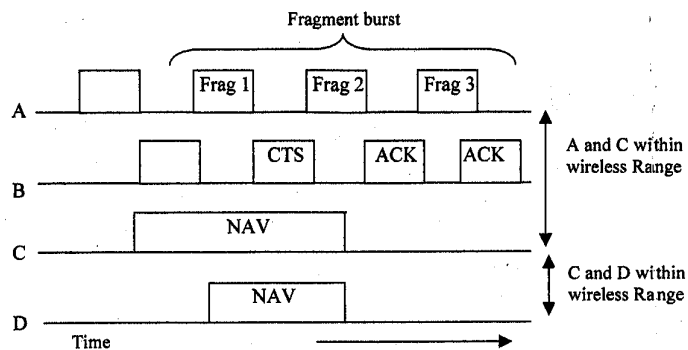 Fragment burst
Frag 1 Frag 2 Frag 3
A
CTS ACK ACK
A and C within
wireless Range
B
NAV
C
C and D within
wireless Range
NAV
D
Time